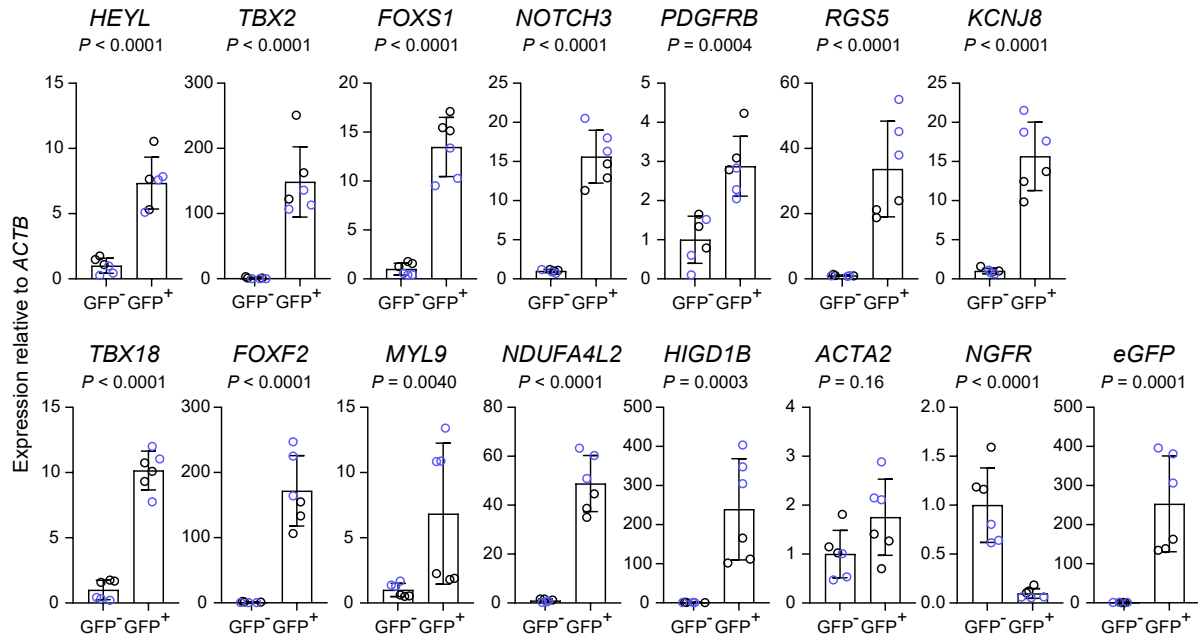 HEYL TBX2 FOXS1 NOTCH3 PDGFRB RGS5 KCNJ8
P < 0.0001 P < 0.0001 P < 0.0001 P < 0.0001 P = 0.0004 P < 0.0001 P < 0.0001
15 300 20 25 5 60 25
20 4 20
15
10 200 15 3 40 15
10
10 2 10
5 100 20
5 5 1 5
0 0 0 0 0 0 0
GFP- GFP+ GFP- GFP+ GFP- GFP+ GFP- GFP+ GFP- GFP+ GFP- GFP+ GFP- GFP+
Expression relative to ACTB
TBX18 FOXF2 MYL9 NDUFA4L2 HIGD1B ACTA2 NGFR eGFP
P < 0.0001 P < 0.0001 P = 0.0040 P < 0.0001 P = 0.0003 P = 0.16 P < 0.0001 P = 0.0001
15 300 15 80 500 4 2.0 500
400 400
10 200 10 60 3 1.5
300 300
40 2 1.0
200 200
5 100 5 20 1 0.5
100 100
0 0 0 0 0 0 0.0 0
GFP- GFP+ GFP- GFP+ GFP- GFP+ GFP- GFP+ GFP- GFP+ GFP- GFP+ GFP- GFP+ GFP- GFP+